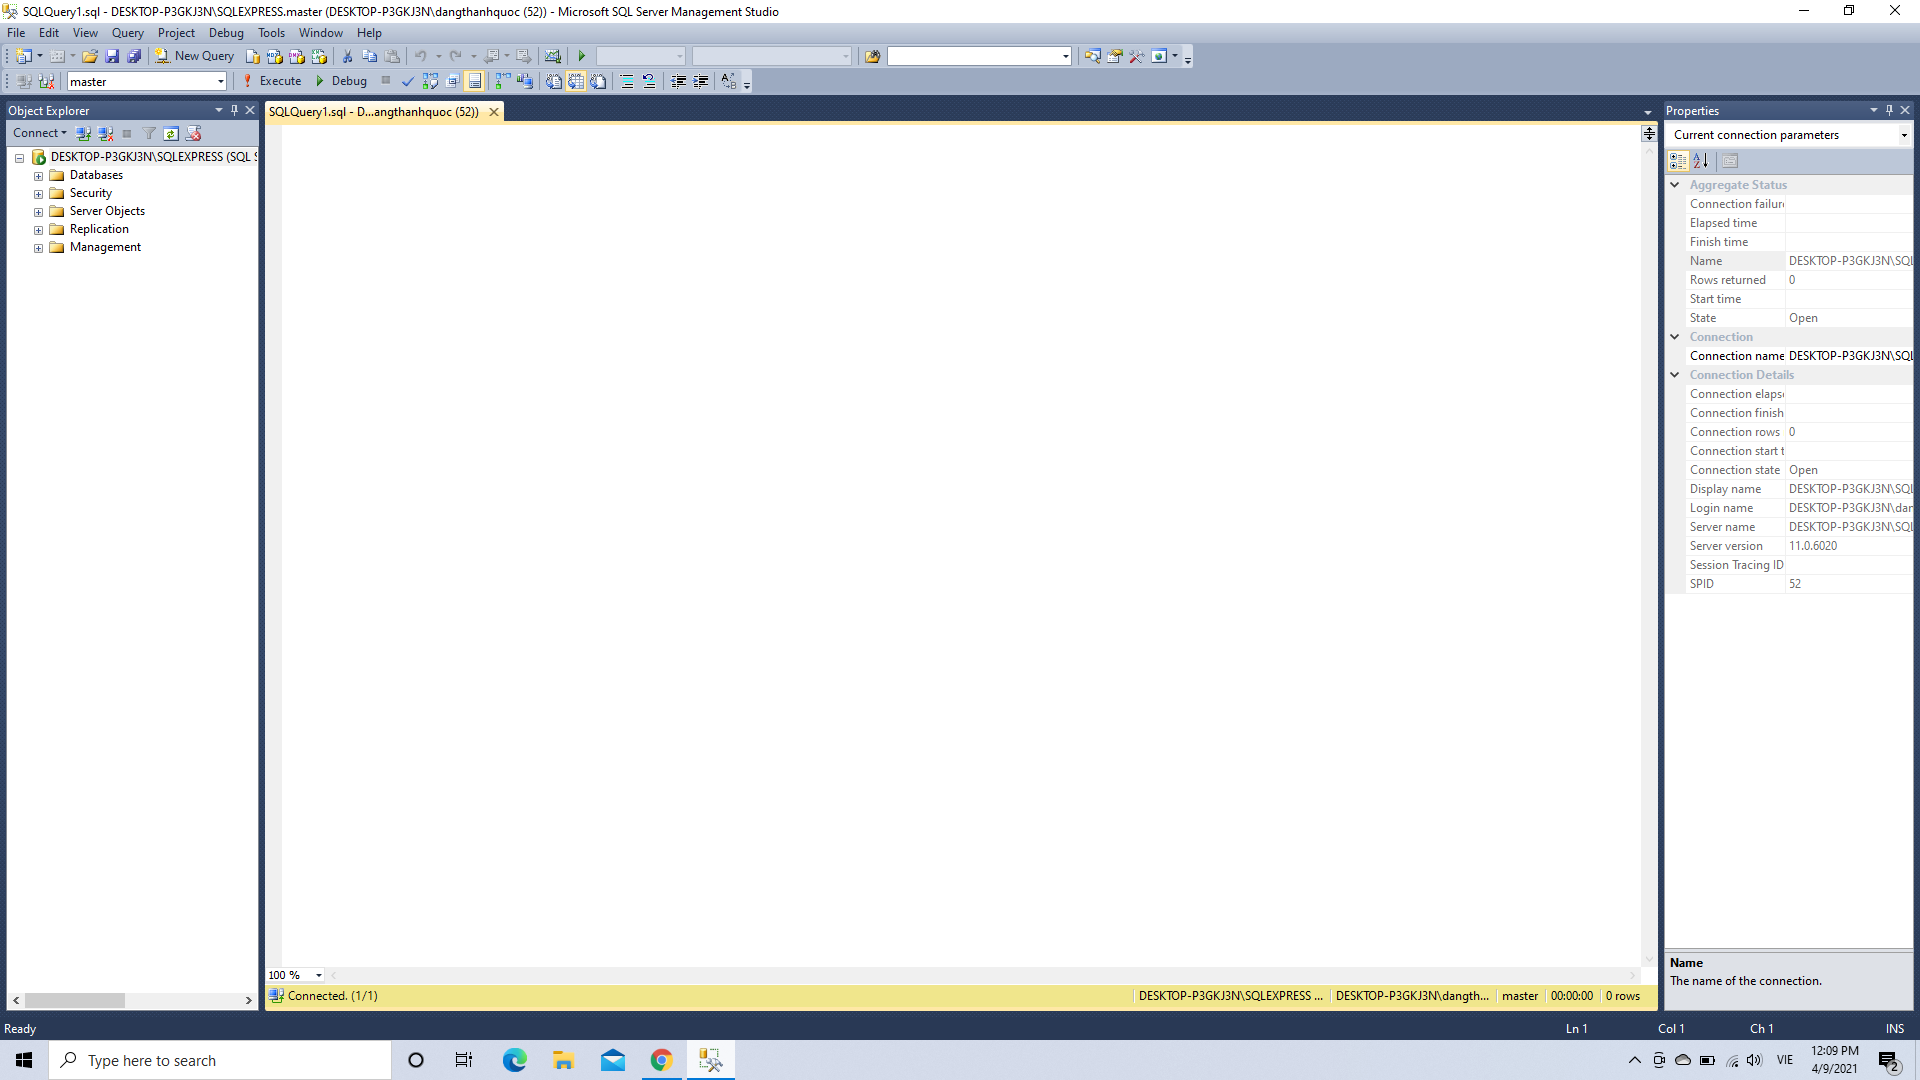 SQLQuery1.sql - DESKTOP-P3GKJ3N\SQLEXPRESS.master (DESKTOP-P3GKJ3N\dangthanhquoc (52)) - Microsoft SQL Server Management Studio
File Edit View Query Project Debug Tools Window Help
New Query
master Execute Debug
Object Explorer
Connect
DESKTOP-P3GKJ3N\SQLEXPRESS (SQL S
Databases
Security
Server Objects
Replication
Management
SQLQuery1.sql - D...angthanhquoc (52))
100 %
Connected. (1/1) DESKTOP-P3GKJ3N\SQLEXPRESS ... DESKTOP-P3GKJ3N\dangth... master 00:00:00 0 rows
Properties
Current connection parameters
Aggregate Status
Connection failure
Elapsed time
Finish time
Name DESKTOP-P3GKJ3N\SQL
Rows returned 0
Start time
State Open
Connection
Connection name DESKTOP-P3GKJ3N\SQL
Connection Details
Connection elapse
Connection finish
Connection rows 0
Connection start t
Connection state Open
Display name DESKTOP-P3GKJ3N\SQL
Login name DESKTOP-P3GKJ3N\dan
Server name DESKTOP-P3GKJ3N\SQL
Server version 11.0.6020
Session Tracing ID
SPID 52
Name
The name of the connection.
Ready Ln 1 Col 1 Ch 1 INS
Type here to search
VIE
12:09 PM
4/9/2021
2